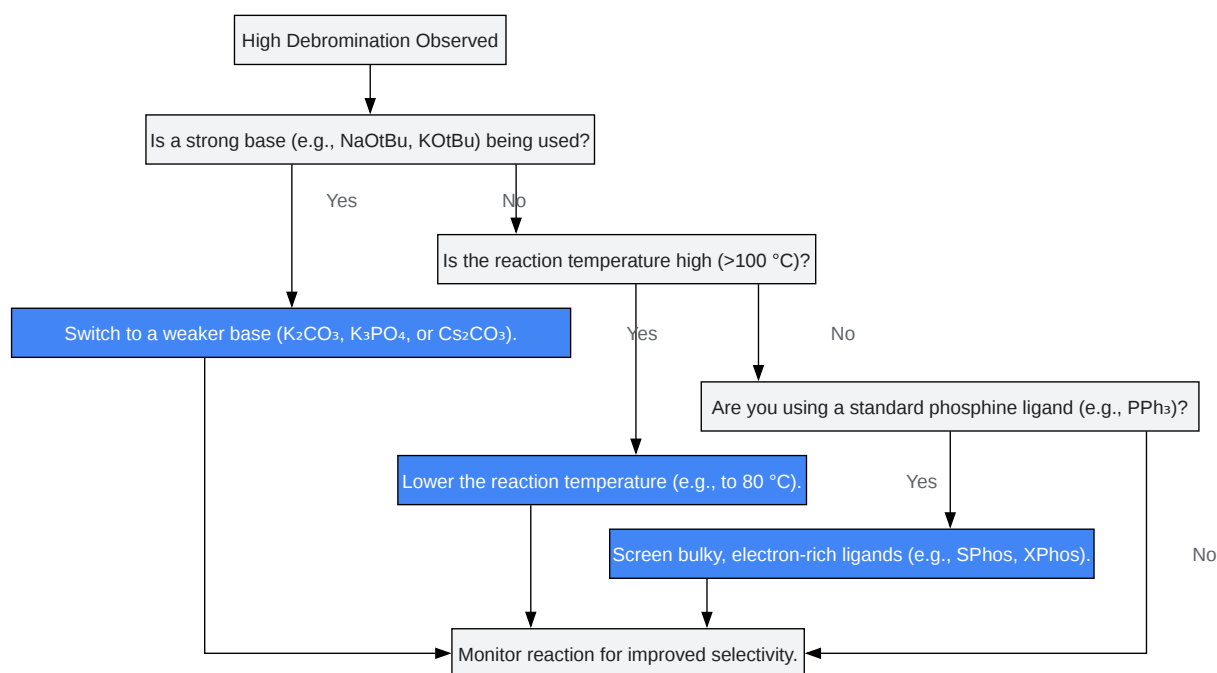 High Debromination Observed
Is a strong base (e.g., NaOtBu, KOtBu) being used?
Yes
No
Is the reaction temperature high (>100 °C)?
Switch to a weaker base (K₂CO₃, K₃PO₄, or Cs₂CO₃).
Yes
No
Are you using a standard phosphine ligand (e.g., PPh₃)?
Lower the reaction temperature (e.g., to 80 °C).
Yes
Screen bulky, electron-rich ligands (e.g., SPhos, XPhos).
No
Monitor reaction for improved selectivity.